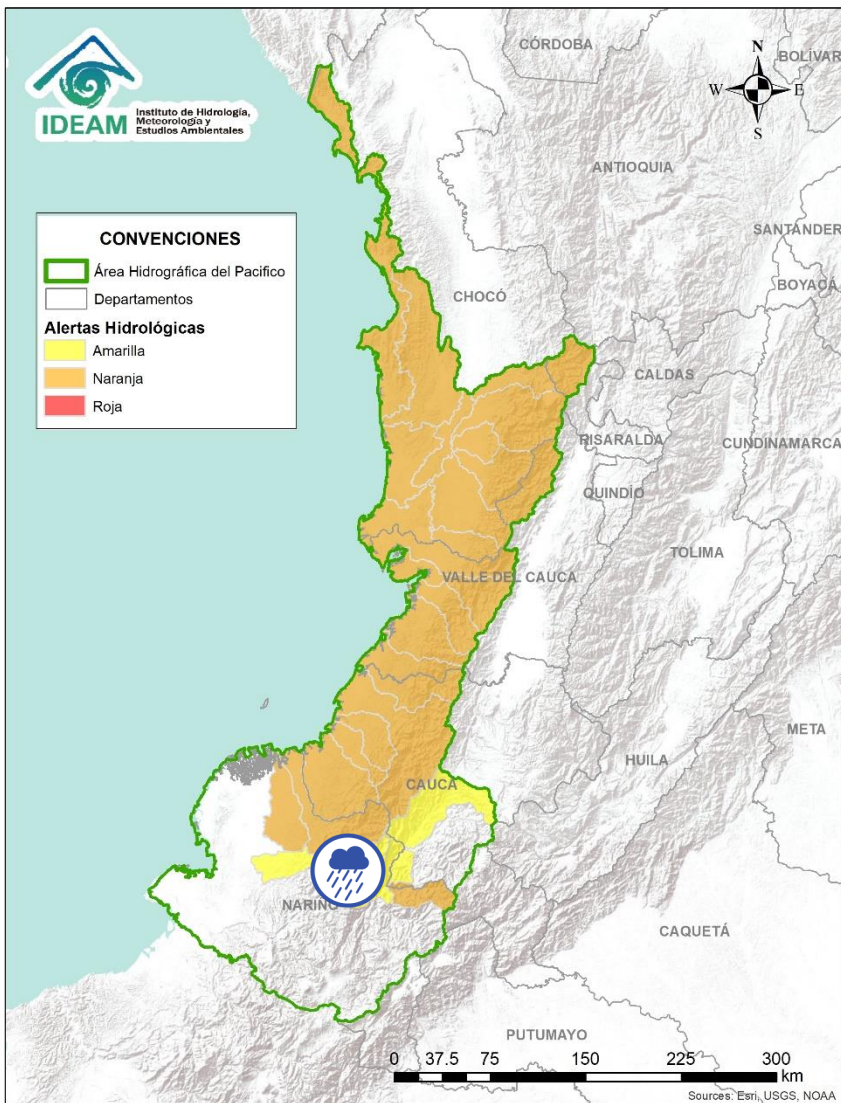 IDEAM
Instituto de Hidrología,
Meteorología y
Estudios Ambientales
N
W
E
S
CÓRDOBA
BOLÍVAR
ANTIOQUIA
SANTANDER
BOYACÁ
CONVENCIONES
Área Hidrográfica del Pacifico
Departamentos
Alertas Hidrológicas
Amarilla
Naranja
Roja
CHOCÓ
CALDAS
RISARALDA
CUNDINAMARCA
QUINDÍO
TOLIMA
VALLE DEL CAUCA
META
HUILA
CAUCA
NARIÑO
CAQUETÁ
PUTUMAYO
0 37.5 75 150 225 300
km
Sources: Esri, USGS, NOAA